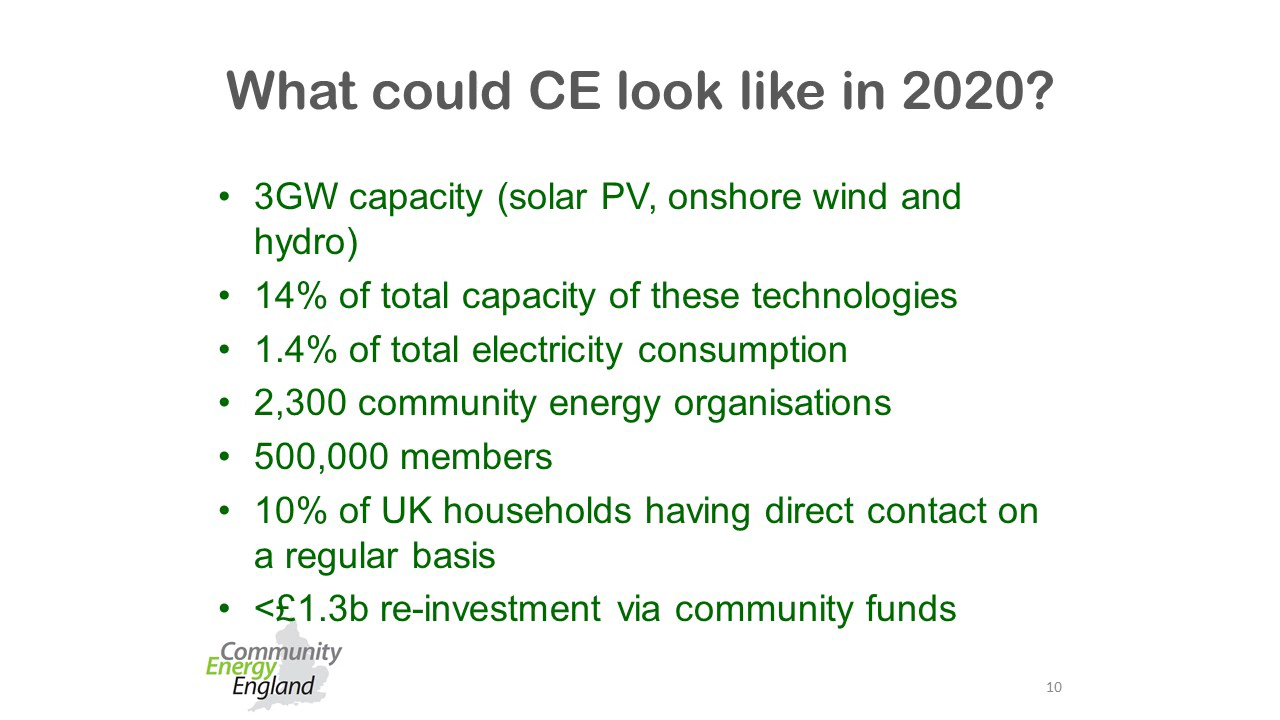 What could CE look like in 2020?
• 3GW capacity (solar PV, onshore wind and
hydro)
• 14% of total capacity of these technologies
• 1.4% of total electricity consumption
• 2,300 community energy organisations
• 500,000 members
• 10% of UK households having direct contact on
a regular basis
• <£1.3b re-investment via community funds
Community
Energy
England
10